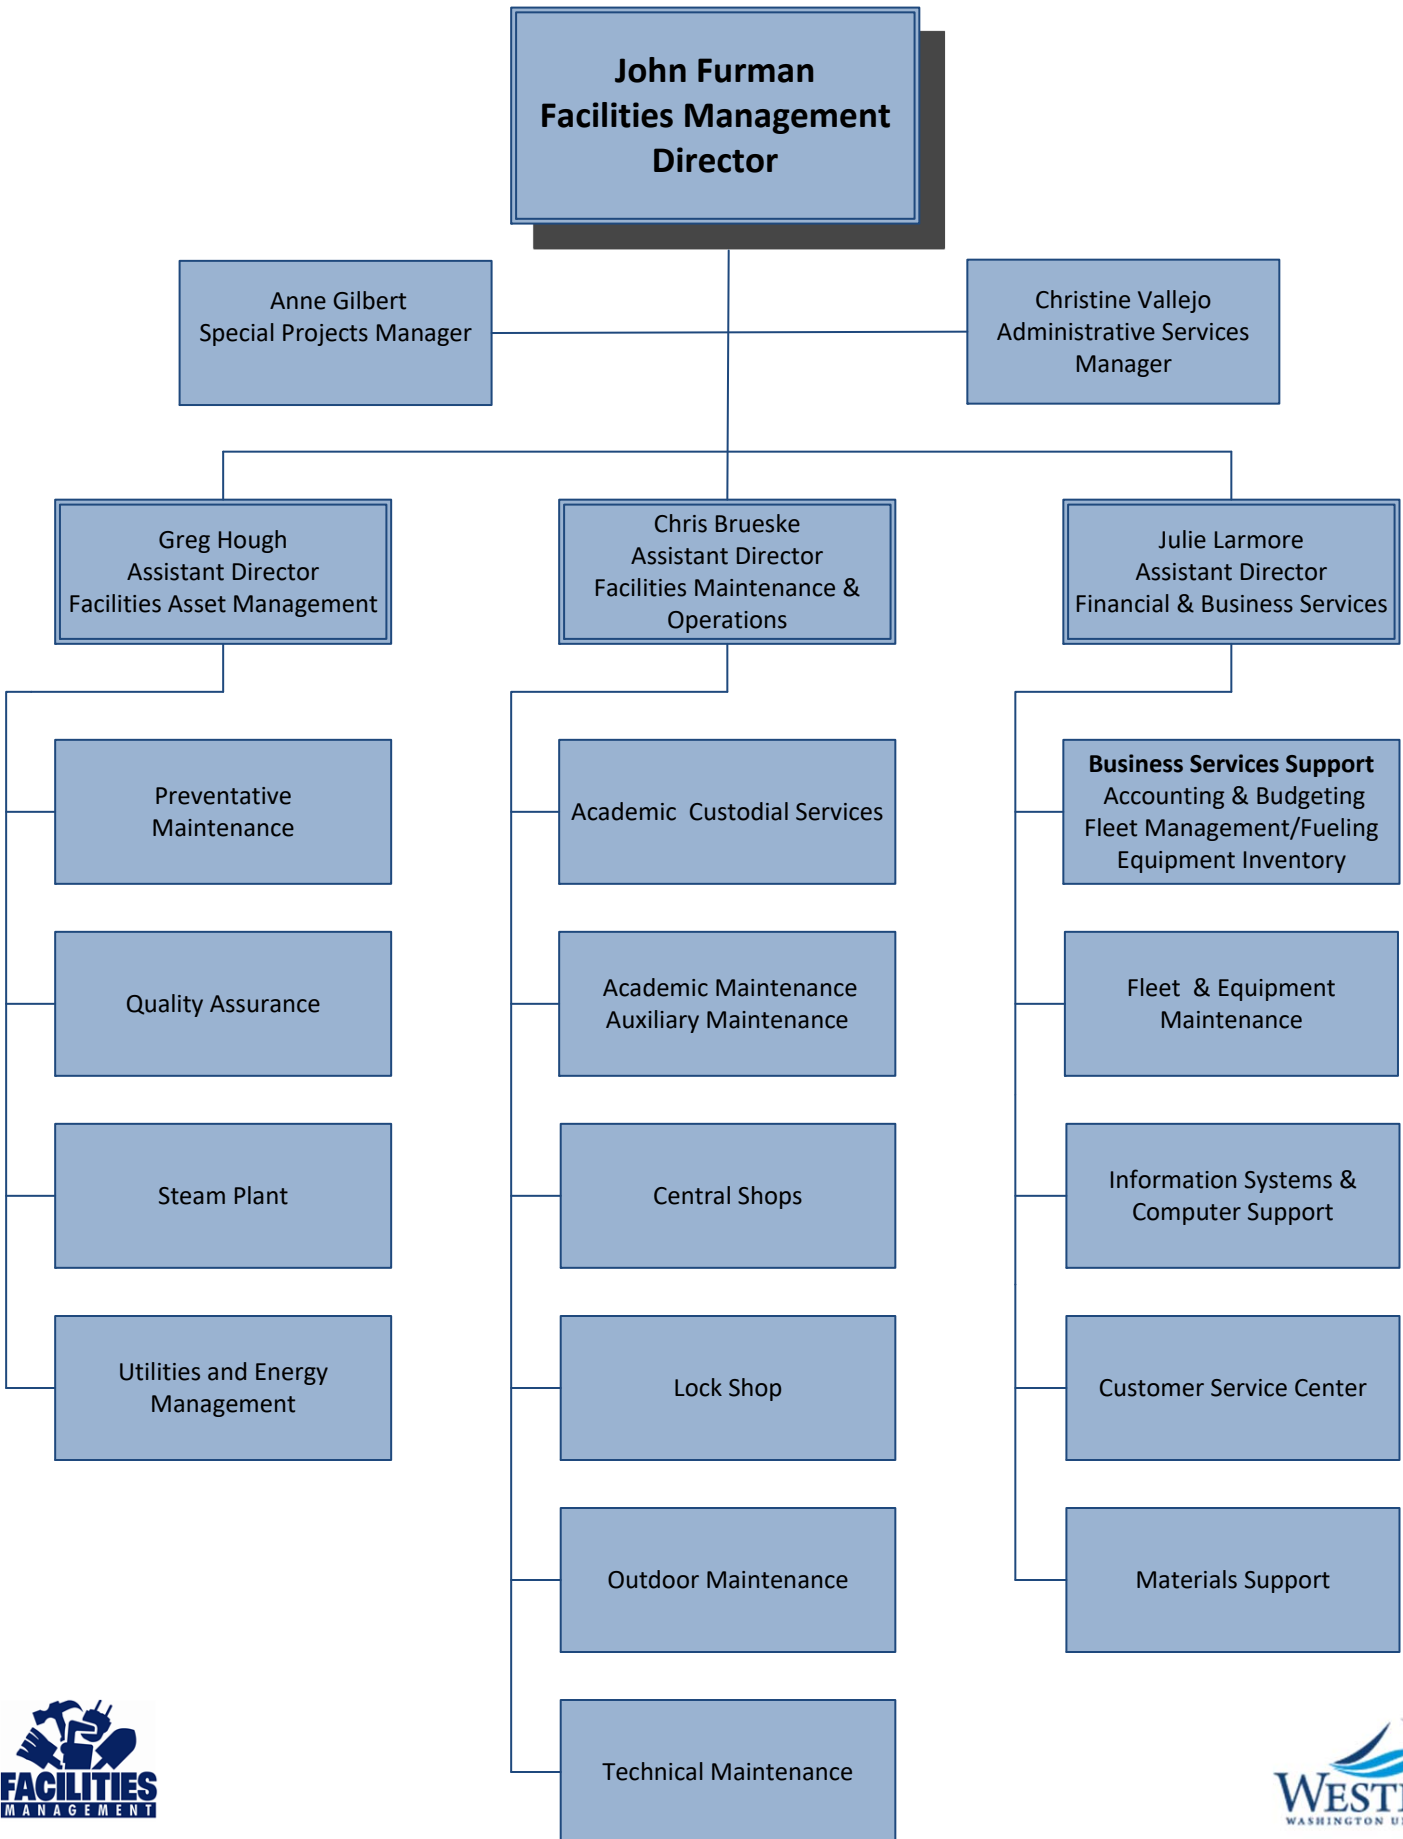 John Furman
Facilities Management
Director
Anne Gilbert
Special Projects Manager
Christine Vallejo
Administrative Services
Manager
Greg Hough
Assistant Director
Facilities Asset Management
Chris Brueske
Assistant Director
Facilities Maintenance &
Operations
Julie Larmore
Assistant Director
Financial & Business Services
Preventative
Maintenance
Quality Assurance
Steam Plant
Utilities and Energy
Management
Academic  Custodial Services
Academic Maintenance
Auxiliary Maintenance
Central Shops
Lock Shop
Outdoor Maintenance
Technical Maintenance
Business Services Support
Accounting & Budgeting
Fleet Management/Fueling
Equipment Inventory
Fleet  & Equipment
Maintenance
Information Systems &
Computer Support
Customer Service Center
Materials Support
FACILITIES
MANAGEMENT
WASHINGTON